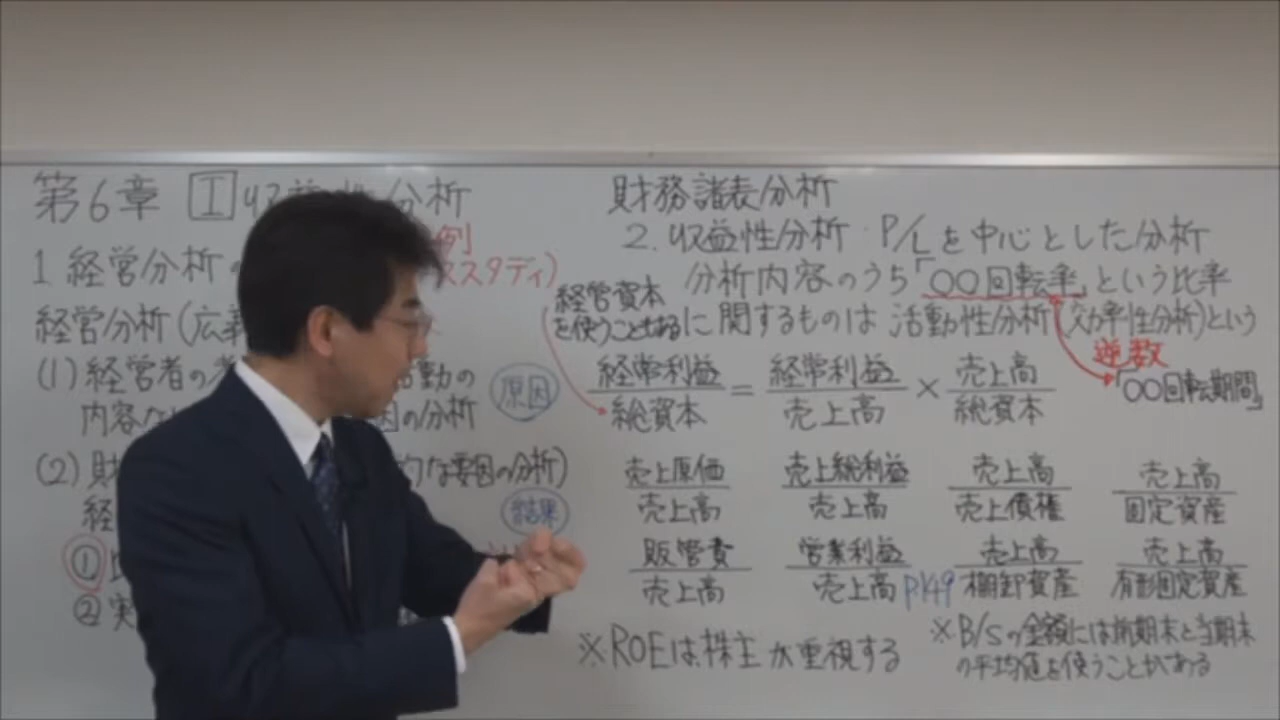 第6章 Ⅰ 収益性分析
例
1 経営分析の
スタディ)
経営分析(広義
(1)経営者の
活動の
原因
内容
因の分析
(2)財
的な要因の分析)
経
結果
①
②実
財務諸表分析
2.収益性分析 P/Lを中心とした分析
分析内容のうち「○○回転率」という比率
経営資本
を使うこともある
に関するものは 活動性分析(効率性分析)という
逆数
「○○回転期間」
経常利益/総資本 = 経常利益/売上高 × 売上高/総資本
売上原価/売上高 売上総利益/売上高 売上高/売上債権 売上高/固定資産
販管費/売上高 営業利益/売上高 P149 売上高/棚卸資産 売上高/有形固定資産
※ROEは株主が重視する
※B/Sの金額には前期末と当期末
の平均値を使うことがある